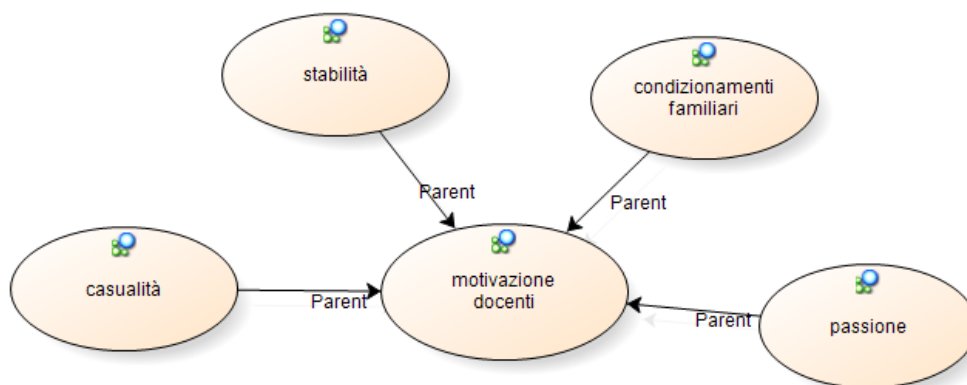 stabilità
condizionamenti
familiari
Parent
Parent
casualità
Parent
motivazione
docenti
Parent
passione